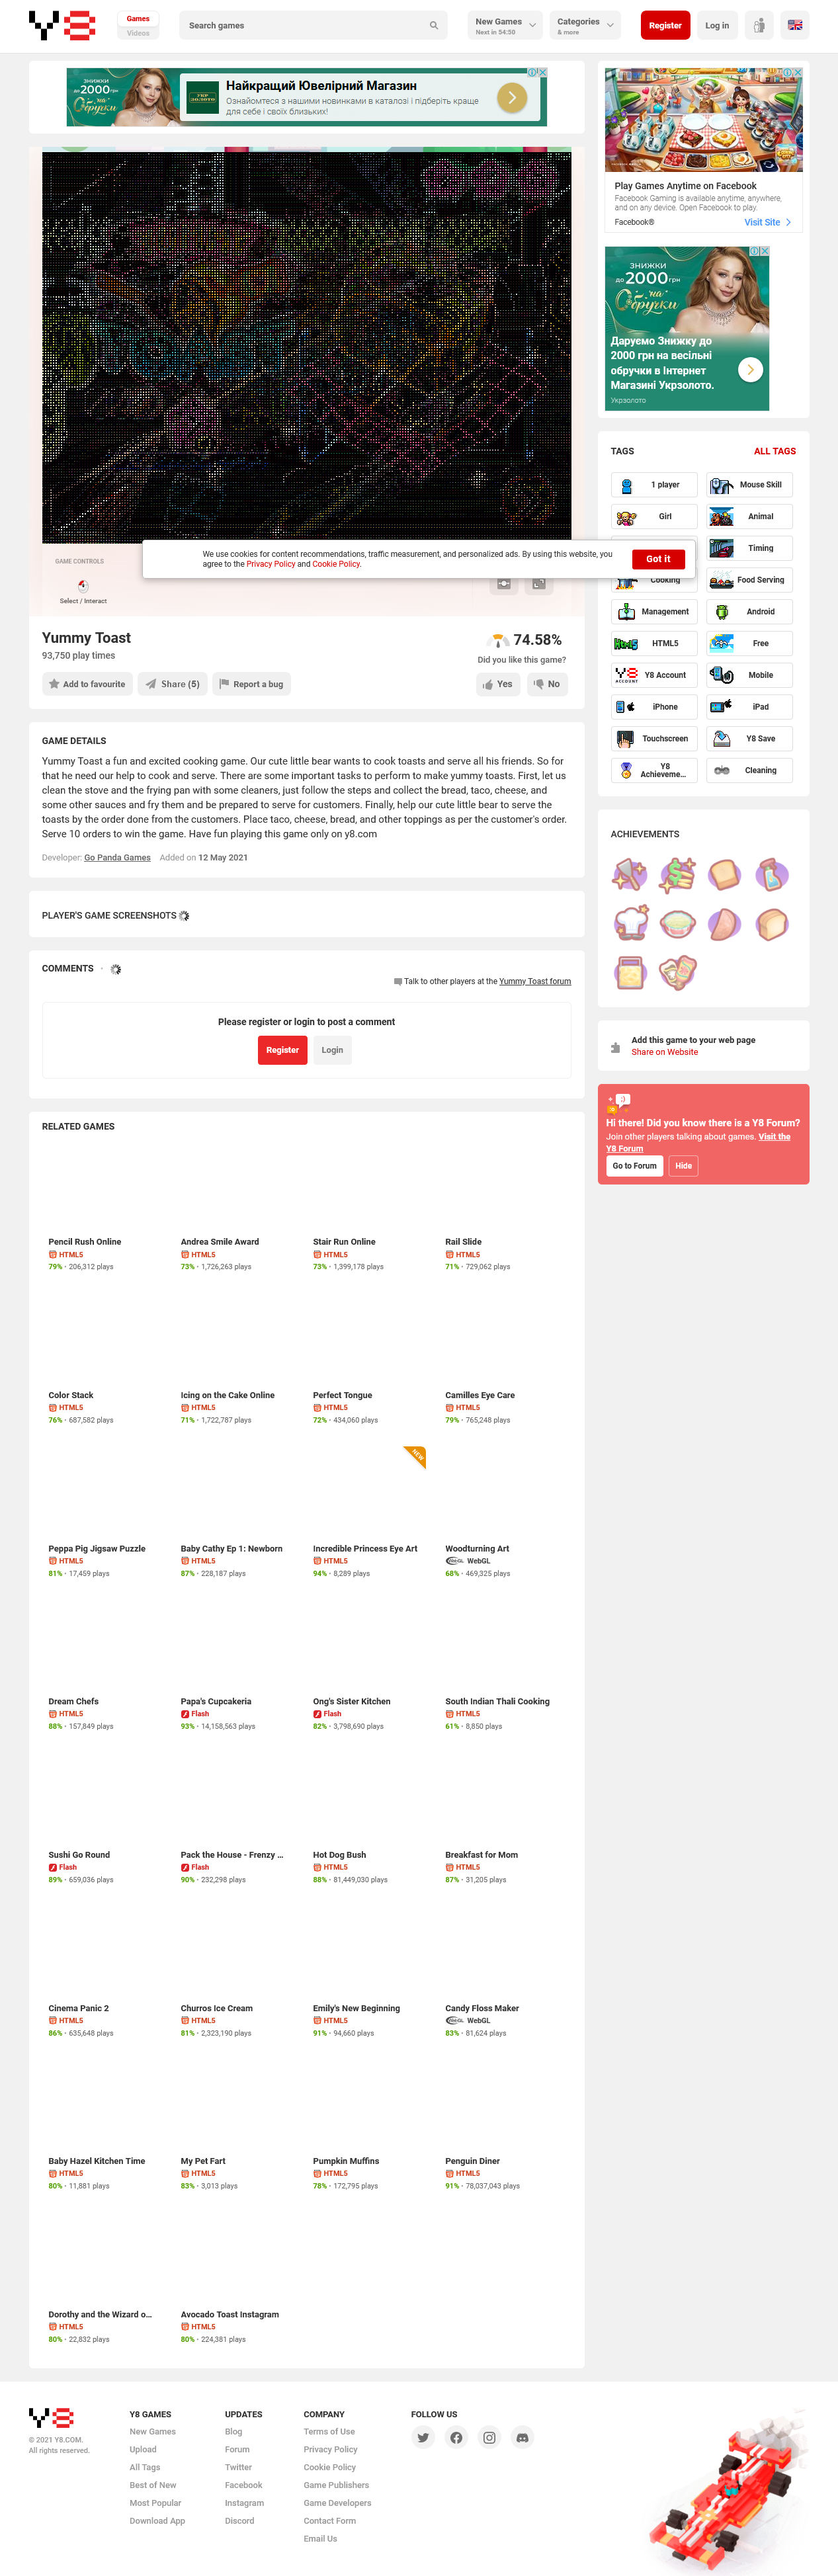 Games
Videos
Search games
New Games
Next in 54:50
Categories
& more
Register
Log in
ЗНИЖКИ
до 2000 грн
на
Обручки
УКР
ЗОЛОТО
Найкращий Ювелірний Магазин
Ознайомтеся з нашими новинками в каталозі і підберіть краще
для себе і своїх близьких!
Play Games Anytime on Facebook
Facebook Gaming is available anytime, anywhere,
and on any device. Open Facebook to play.
Facebook®
Visit Site
ЗНИЖКИ
до 2000 грн
на
Обручки
Даруємо Знижку до
2000 грн на весільні
обручки в Інтернет
Магазині Укрзолото.
Укрзолото
GAME CONTROLS
Select / Interact
We use cookies for content recommendations, traffic measurement, and personalized ads. By using this website, you
agree to the Privacy Policy and Cookie Policy.
Got it
Yummy Toast
93,750 play times
74.58%
Did you like this game?
Add to favourite
Share (5)
Report a bug
Yes
No
TAGS
ALL TAGS
1 player
Mouse Skill
Girl
Animal
Timing
Cooking
Food Serving
Management
Android
HTML5
Free
Y8 Account
Mobile
iPhone
iPad
Touchscreen
Y8 Save
Y8
Achieveme...
Cleaning
GAME DETAILS
Yummy Toast a fun and excited cooking game. Our cute little bear wants to cook toasts and serve all his friends. So for
that he need our help to cook and serve. There are some important tasks to perform to make yummy toasts. First, let us
clean the stove and the frying pan with some cleaners, just follow the steps and collect the bread, taco, cheese, and
some other sauces and fry them and be prepared to serve for customers. Finally, help our cute little bear to serve the
toasts by the order done from the customers. Place taco, cheese, bread, and other toppings as per the customer's order.
Serve 10 orders to win the game. Have fun playing this game only on y8.com
Developer: Go Panda Games Added on 12 May 2021
PLAYER'S GAME SCREENSHOTS
COMMENTS
Talk to other players at the Yummy Toast forum
Please register or login to post a comment
Register
Login
ACHIEVEMENTS
Add this game to your web page
Share on Website
Hi there! Did you know there is a Y8 Forum?
Join other players talking about games. Visit the
Y8 Forum
Go to Forum
Hide
RELATED GAMES
Pencil Rush Online
HTML5
79% - 206,312 plays
Andrea Smile Award
HTML5
73% - 1,726,263 plays
Stair Run Online
HTML5
73% - 1,399,178 plays
Rail Slide
HTML5
71% - 729,062 plays
Color Stack
HTML5
76% - 687,582 plays
Icing on the Cake Online
HTML5
71% - 1,722,787 plays
Perfect Tongue
HTML5
72% - 434,060 plays
Camilles Eye Care
HTML5
79% - 765,248 plays
Peppa Pig Jigsaw Puzzle
HTML5
81% - 17,459 plays
Baby Cathy Ep 1: Newborn
HTML5
87% - 228,187 plays
NEW
Incredible Princess Eye Art
HTML5
94% - 8,289 plays
Woodturning Art
WebGL
68% - 469,325 plays
Dream Chefs
HTML5
88% - 157,849 plays
Papa's Cupcakeria
Flash
93% - 14,158,563 plays
Ong's Sister Kitchen
Flash
82% - 3,798,690 plays
South Indian Thali Cooking
HTML5
61% - 8,850 plays
Sushi Go Round
Flash
89% - 659,036 plays
Pack the House - Frenzy ...
Flash
90% - 232,298 plays
Hot Dog Bush
HTML5
88% - 81,449,030 plays
Breakfast for Mom
HTML5
87% - 31,205 plays
Cinema Panic 2
HTML5
86% - 635,648 plays
Churros Ice Cream
HTML5
81% - 2,323,190 plays
Emily's New Beginning
HTML5
91% - 94,660 plays
Candy Floss Maker
WebGL
83% - 81,624 plays
Baby Hazel Kitchen Time
HTML5
80% - 11,881 plays
My Pet Fart
HTML5
83% - 3,013 plays
Pumpkin Muffins
HTML5
78% - 172,795 plays
Penguin Diner
HTML5
91% - 78,037,043 plays
Dorothy and the Wizard o...
HTML5
80% - 22,832 plays
Avocado Toast Instagram
HTML5
80% - 224,381 plays
© 2021 Y8.COM.
All rights reserved.
Y8 GAMES
New Games
Upload
All Tags
Best of New
Most Popular
Download App
UPDATES
Blog
Forum
Twitter
Facebook
Instagram
Discord
COMPANY
Terms of Use
Privacy Policy
Cookie Policy
Game Publishers
Game Developers
Contact Form
Email Us
FOLLOW US